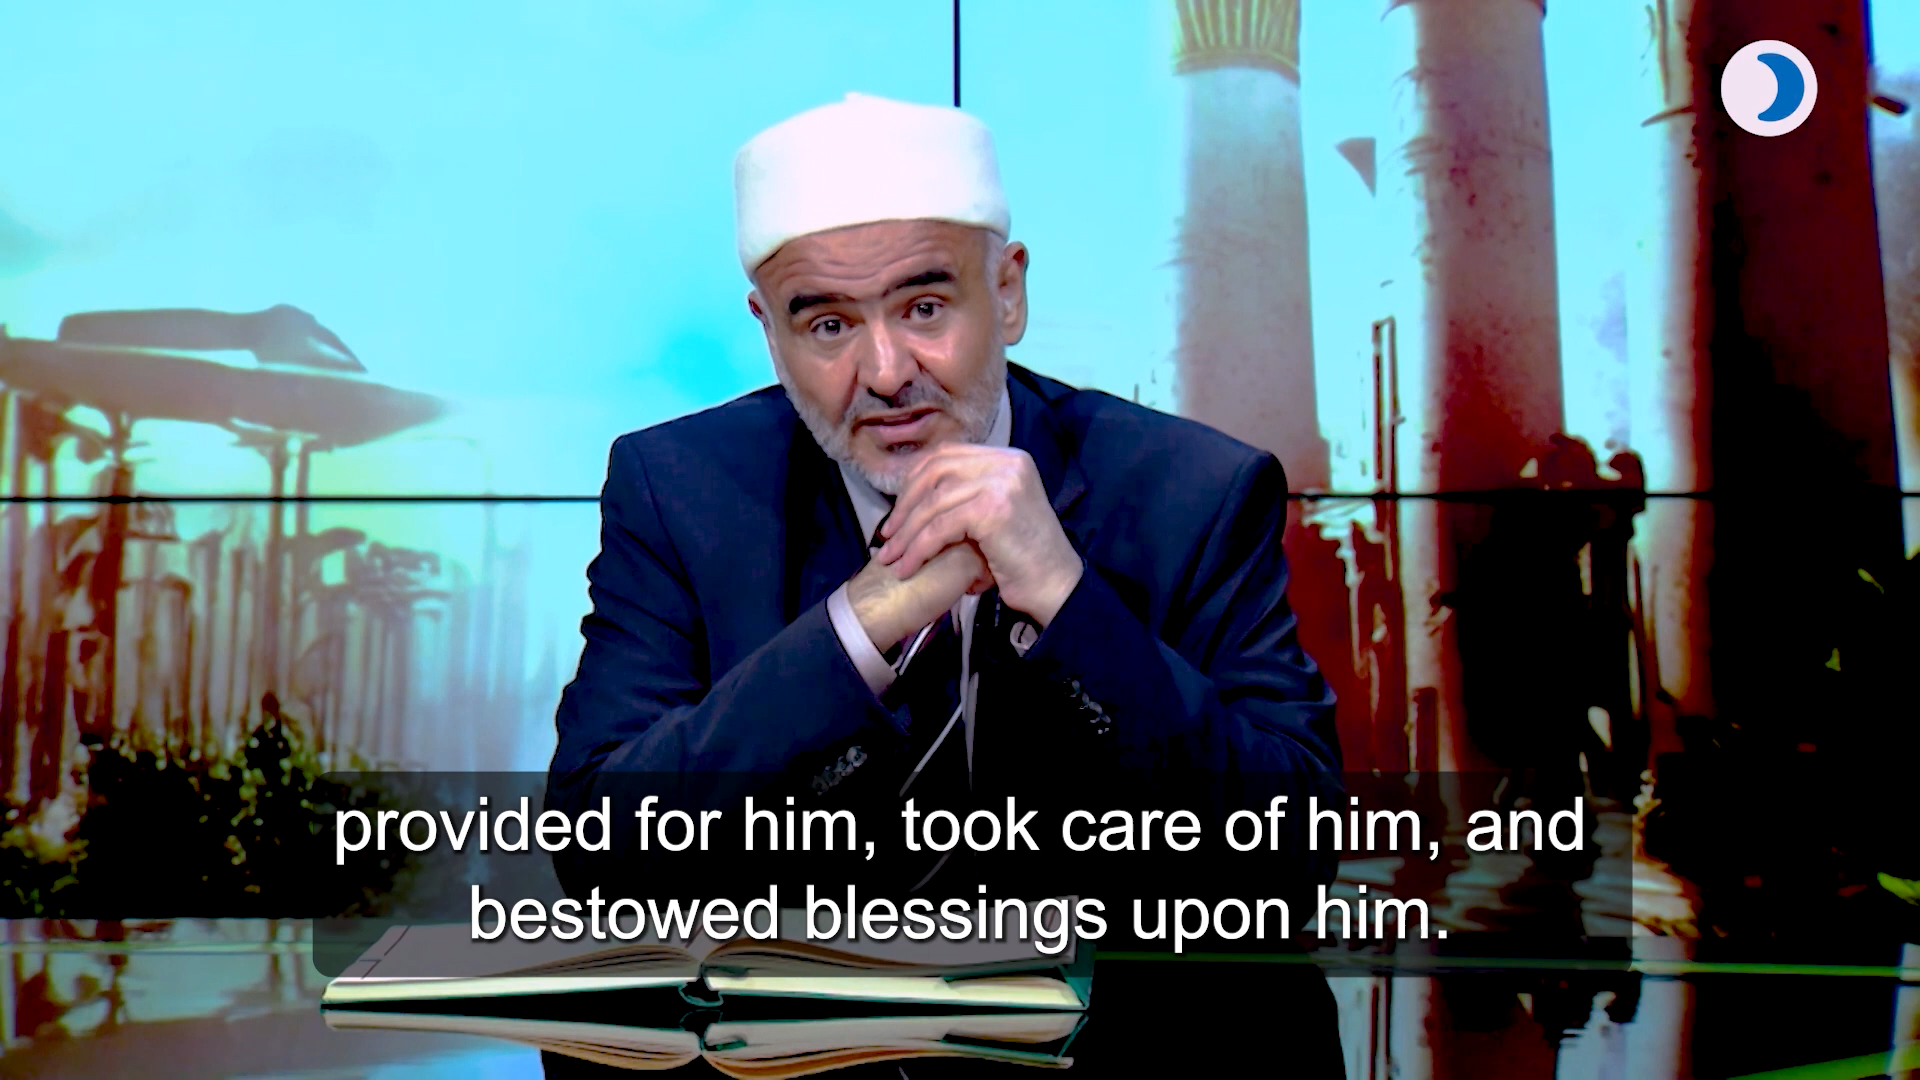 provided for him, took care of him, and
bestowed blessings upon him.